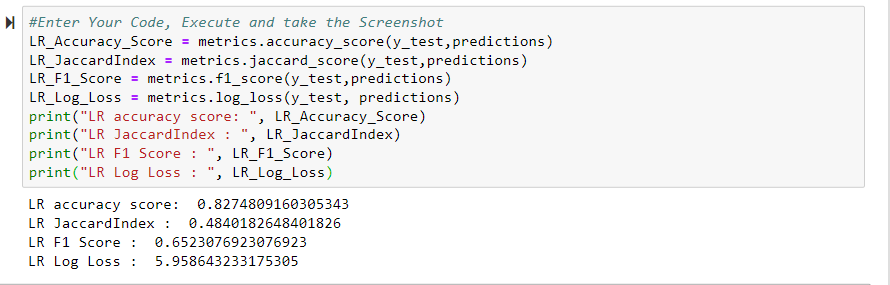 #Enter Your Code, Execute and take the Screenshot
LR_Accuracy_Score = metrics.accuracy_score(y_test,predictions)
LR_JaccardIndex = metrics.jaccard_score(y_test,predictions)
LR_F1_Score = metrics.f1_score(y_test,predictions)
LR_Log_Loss = metrics.log_loss(y_test, predictions)
print("LR accuracy score: ", LR_Accuracy_Score)
print("LR JaccardIndex : ", LR_JaccardIndex)
print("LR F1 Score : ", LR_F1_Score)
print("LR Log Loss : ", LR_Log_Loss)
LR accuracy score:  0.8274809160305343
LR JaccardIndex :  0.4840182648401826
LR F1 Score :  0.6523076923076923
LR Log Loss :  5.958643233175305